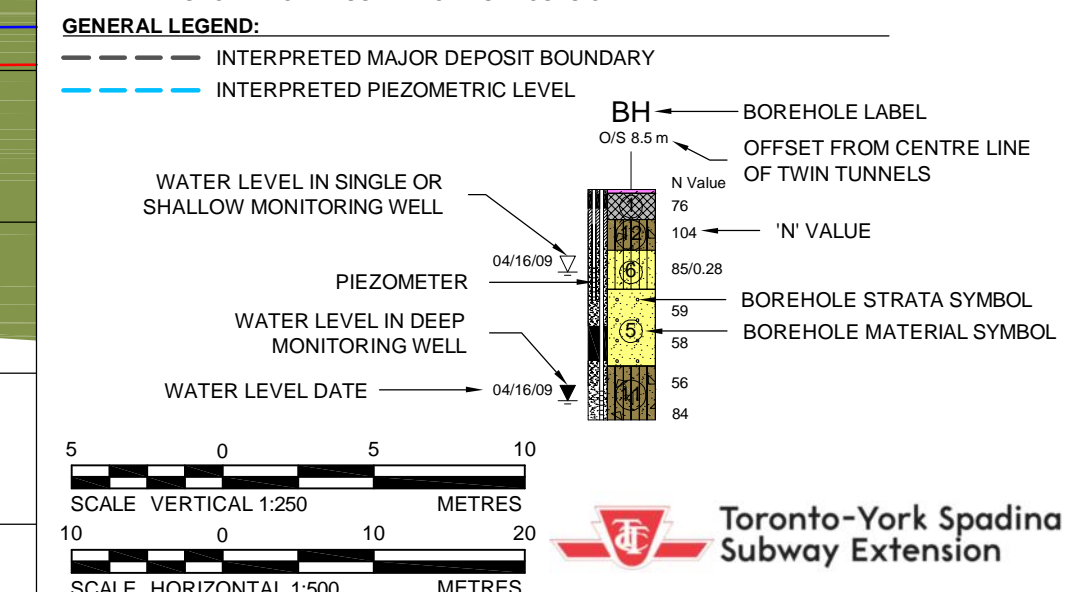 GENERAL LEGEND:
INTERPRETED MAJOR DEPOSIT BOUNDARY
INTERPRETED PIEZOMETRIC LEVEL
BH
BOREHOLE LABEL
O/S 8.5 m
OFFSET FROM CENTRE LINE
OF TWIN TUNNELS
WATER LEVEL IN SINGLE OR
SHALLOW MONITORING WELL
N Value
1
76
12
104
'N' VALUE
04/16/09
6
85/0.28
PIEZOMETER
BOREHOLE STRATA SYMBOL
59
WATER LEVEL IN DEEP
MONITORING WELL
5
BOREHOLE MATERIAL SYMBOL
58
WATER LEVEL DATE
04/16/09
11
56
84
5 0 5 10
SCALE VERTICAL 1:250 METRES
10 0 10 20
SCALE HORIZONTAL 1:500 METRES
TTC
Toronto-York Spadina
Subway Extension